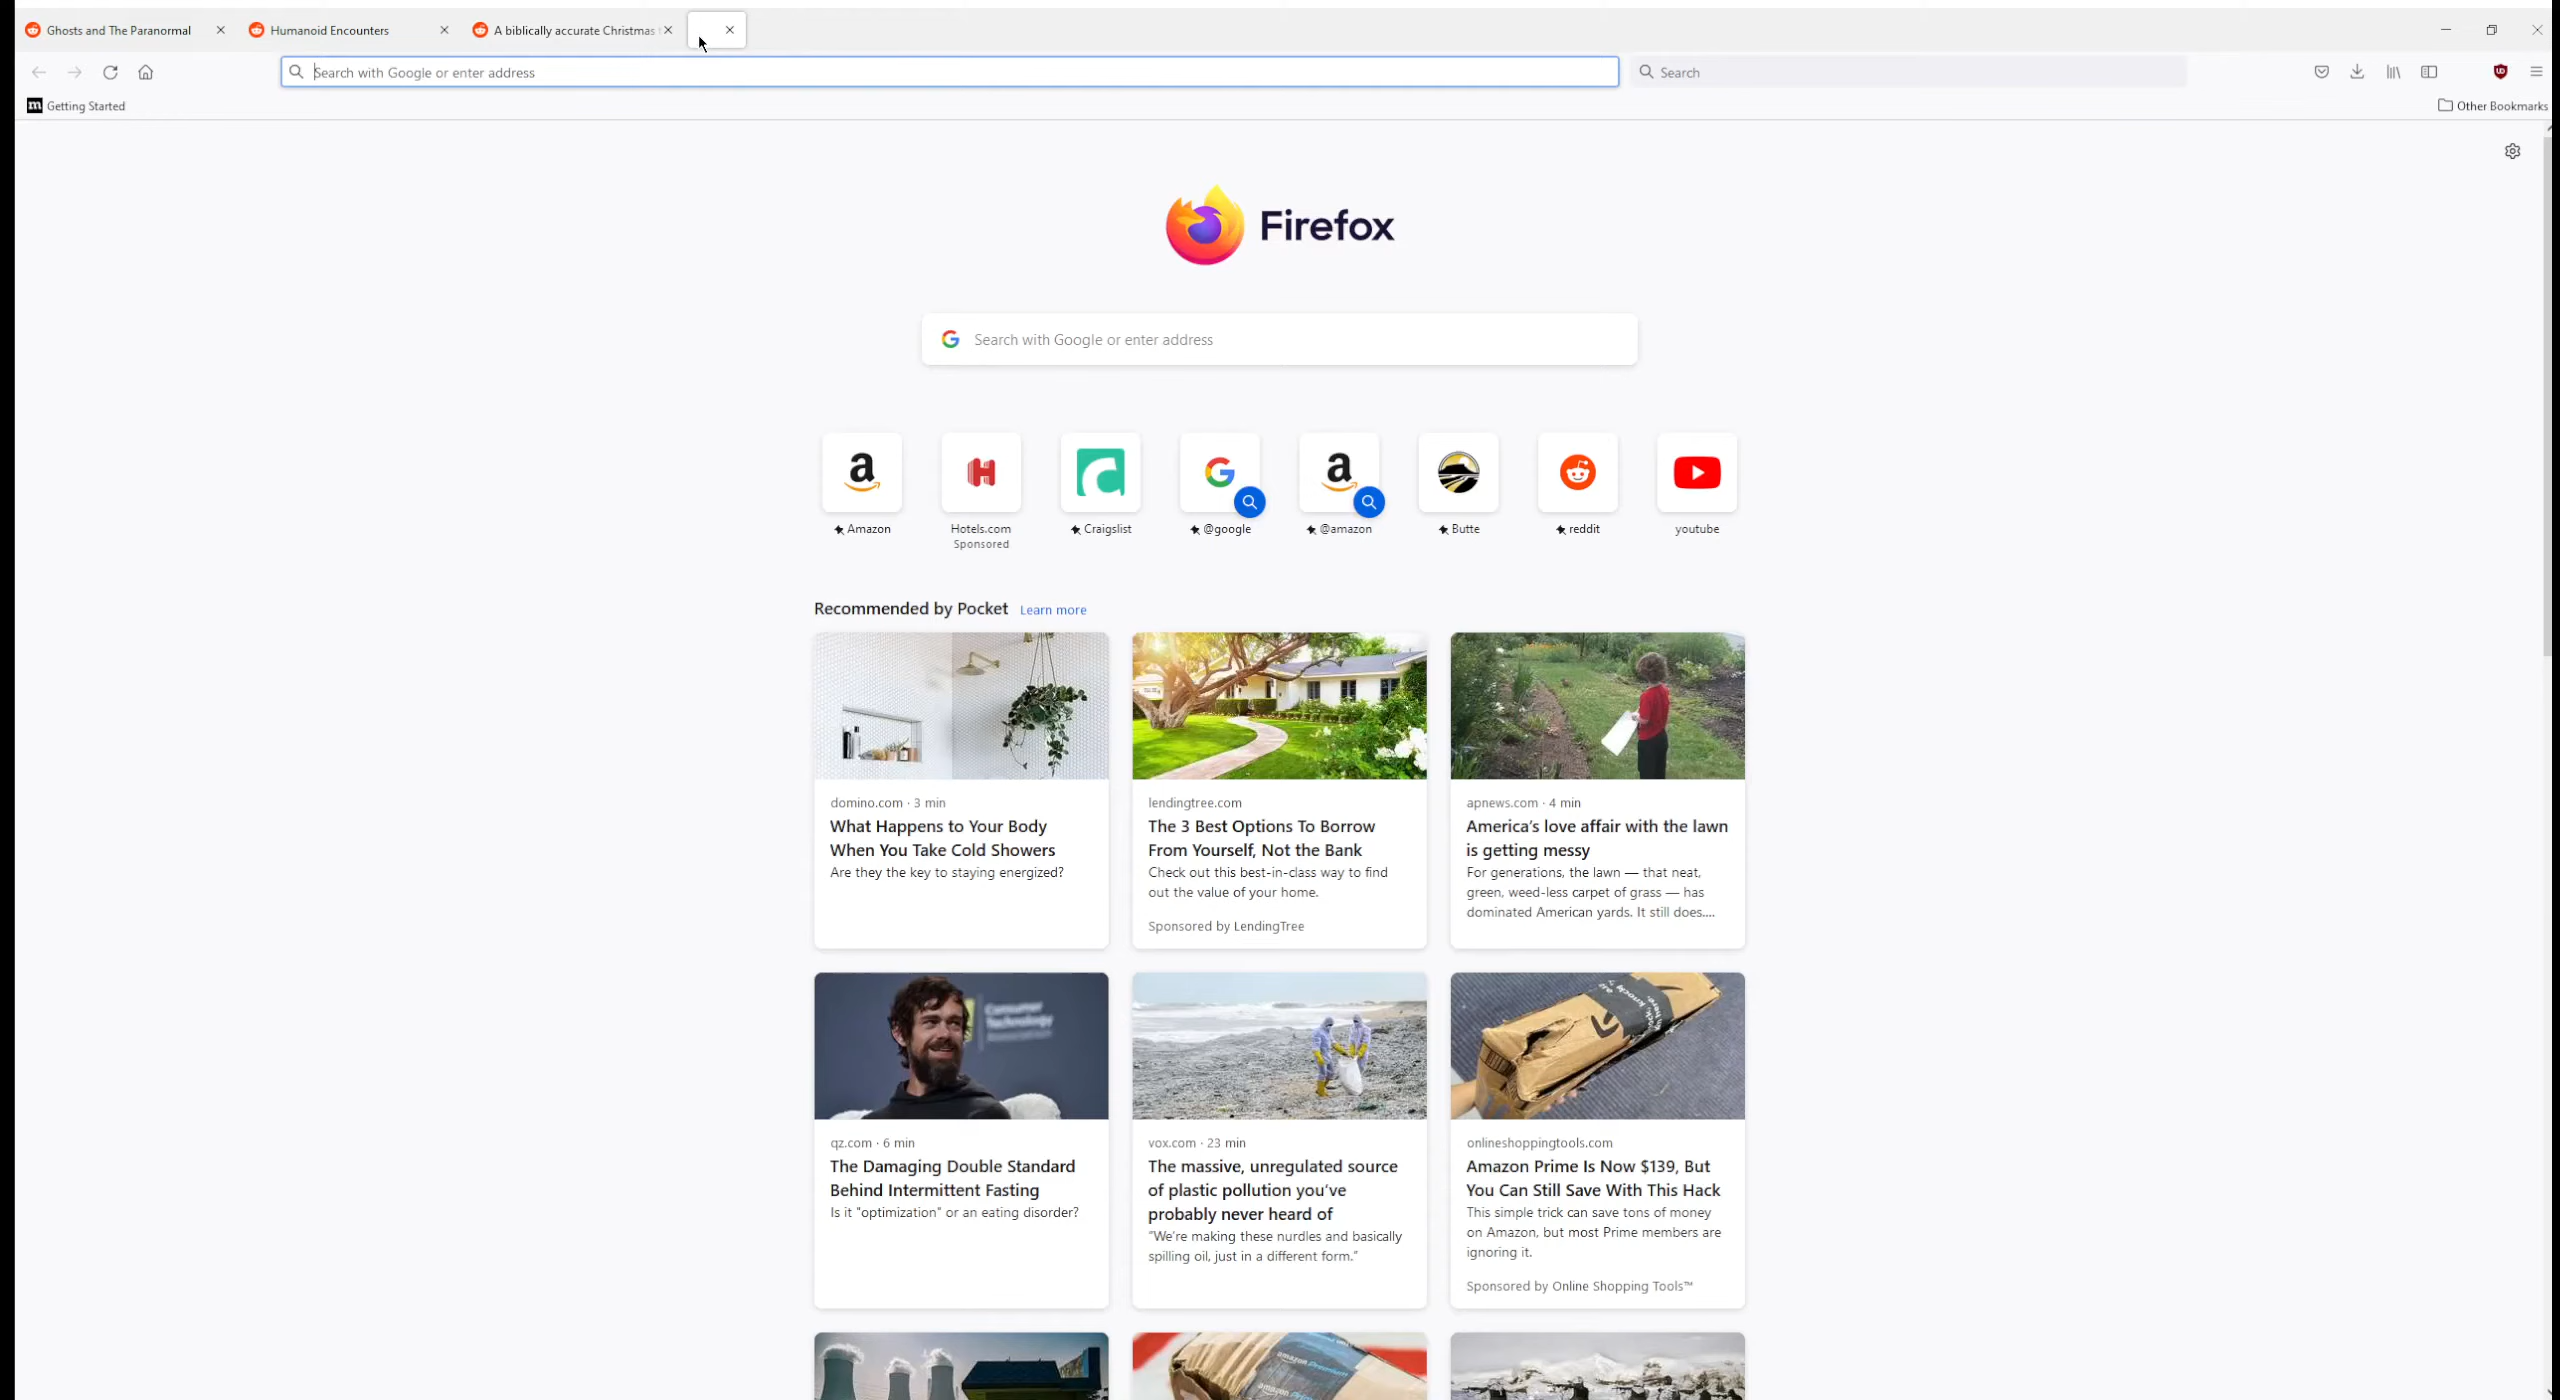 Ghosts and The Paranormal
Humanoid Encounters
A biblically accurate Christmas
Search with Google or enter address
Search
m Getting Started
Other Bookmarks
Firefox
Search with Google or enter address
Amazon
Hotels.com
Sponsored
Craigslist
@google
@amazon
Butte
reddit
youtube
Recommended by Pocket Learn more
domino.com · 3 min
What Happens to Your Body
When You Take Cold Showers
Are they the key to staying energized?
lendingtree.com
The 3 Best Options To Borrow
From Yourself, Not the Bank
Check out this best-in-class way to find
out the value of your home.
Sponsored by LendingTree
apnews.com · 4 min
America's love affair with the lawn
is getting messy
For generations, the lawn — that neat,
green, weed-less carpet of grass — has
dominated American yards. It still does....
Consumer
Technology
qz.com · 6 min
The Damaging Double Standard
Behind Intermittent Fasting
Is it "optimization" or an eating disorder?
vox.com · 23 min
The massive, unregulated source
of plastic pollution you've
probably never heard of
"We're making these nurdles and basically
spilling oil, just in a different form."
onlineshoppingtools.com
Amazon Prime Is Now $139, But
You Can Still Save With This Hack
This simple trick can save tons of money
on Amazon, but most Prime members are
ignoring it.
Sponsored by Online Shopping Tools™